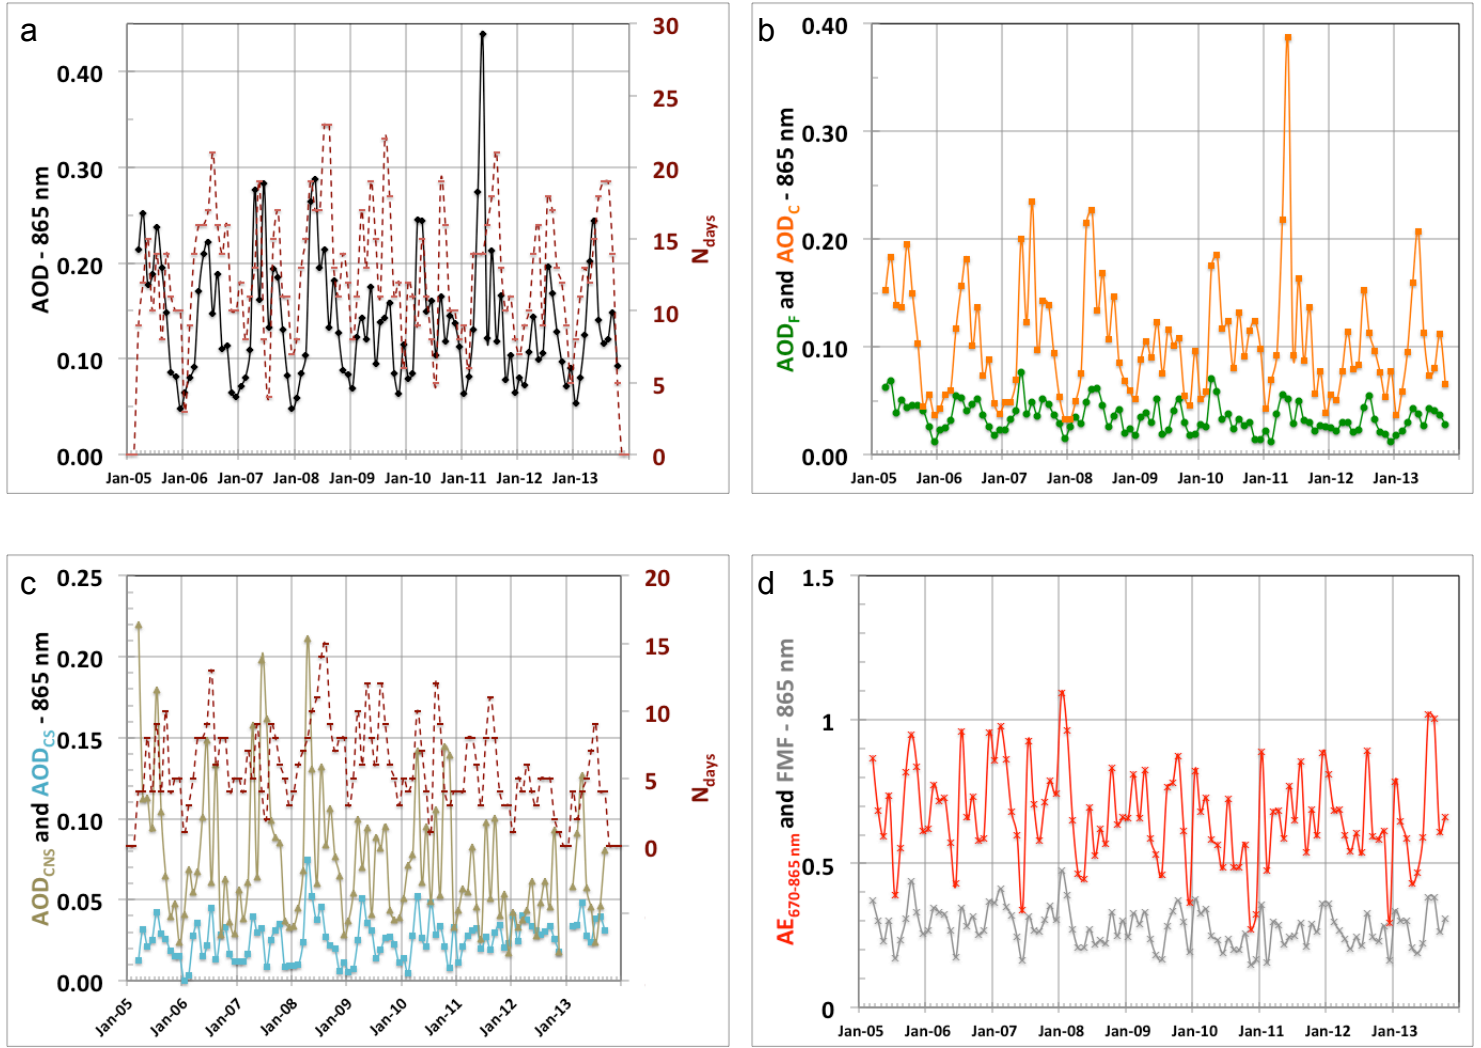 a
AOD - 865 nm
0.40
0.30
0.20
0.10
0.00
30
25
20
15
10
5
0
Ndays
Jan-05 Jan-06 Jan-07 Jan-08 Jan-09 Jan-10 Jan-11 Jan-12 Jan-13
b
AODF and AODC - 865 nm
0.40
0.30
0.20
0.10
0.00
Jan-05 Jan-06 Jan-07 Jan-08 Jan-09 Jan-10 Jan-11 Jan-12 Jan-13
c
AODCNS and AODCS - 865 nm
0.25
0.20
0.15
0.10
0.05
0.00
20
15
10
5
0
Ndays
Jan-05 Jan-06 Jan-07 Jan-08 Jan-09 Jan-10 Jan-11 Jan-12 Jan-13
d
AE670-865 nm and FMF - 865 nm
1.5
1
0.5
0
Jan-05 Jan-06 Jan-07 Jan-08 Jan-09 Jan-10 Jan-11 Jan-12 Jan-13